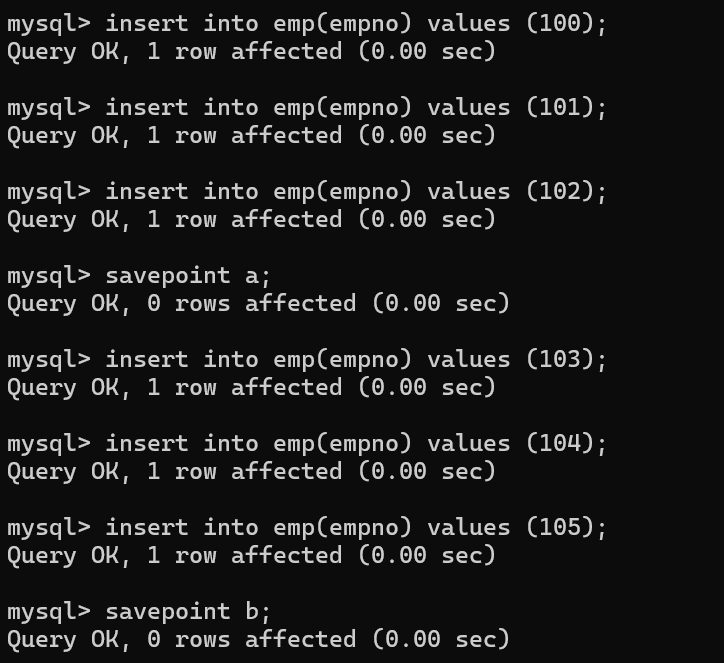 mysql> insert into emp(empno) values (100);
Query OK, 1 row affected (0.00 sec)
mysql> insert into emp(empno) values (101);
Query OK, 1 row affected (0.00 sec)
mysql> insert into emp(empno) values (102);
Query OK, 1 row affected (0.00 sec)
mysql> savepoint a;
Query OK, 0 rows affected (0.00 sec)
mysql> insert into emp(empno) values (103);
Query OK, 1 row affected (0.00 sec)
mysql> insert into emp(empno) values (104);
Query OK, 1 row affected (0.00 sec)
mysql> insert into emp(empno) values (105);
Query OK, 1 row affected (0.00 sec)
mysql> savepoint b;
Query OK, 0 rows affected (0.00 sec)